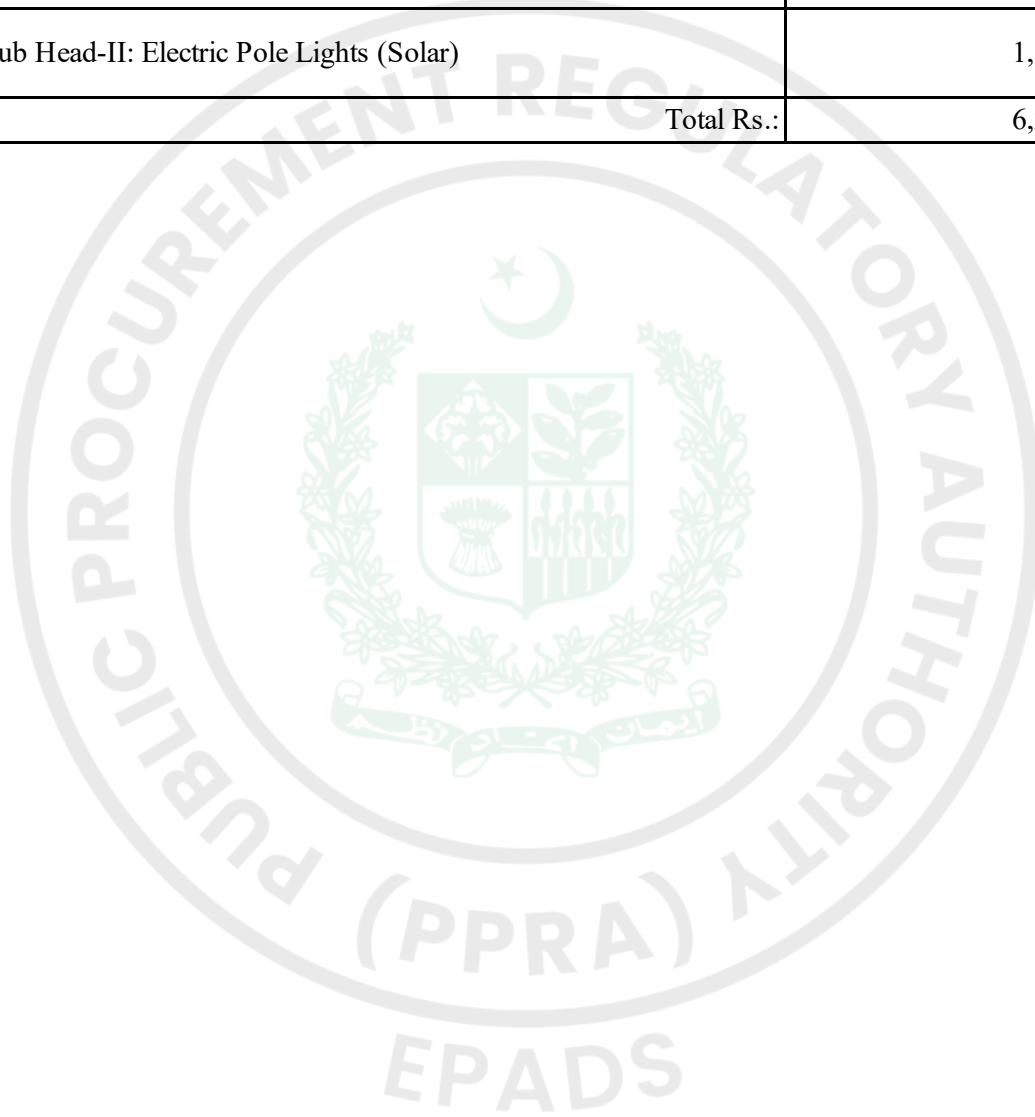 ub Head-II: Electric Pole Lights (Solar) 1,
Total Rs.: 6,
PUBLIC PROCUREMENT REGULATORY AUTHORITY
(PPRA)
EPADS